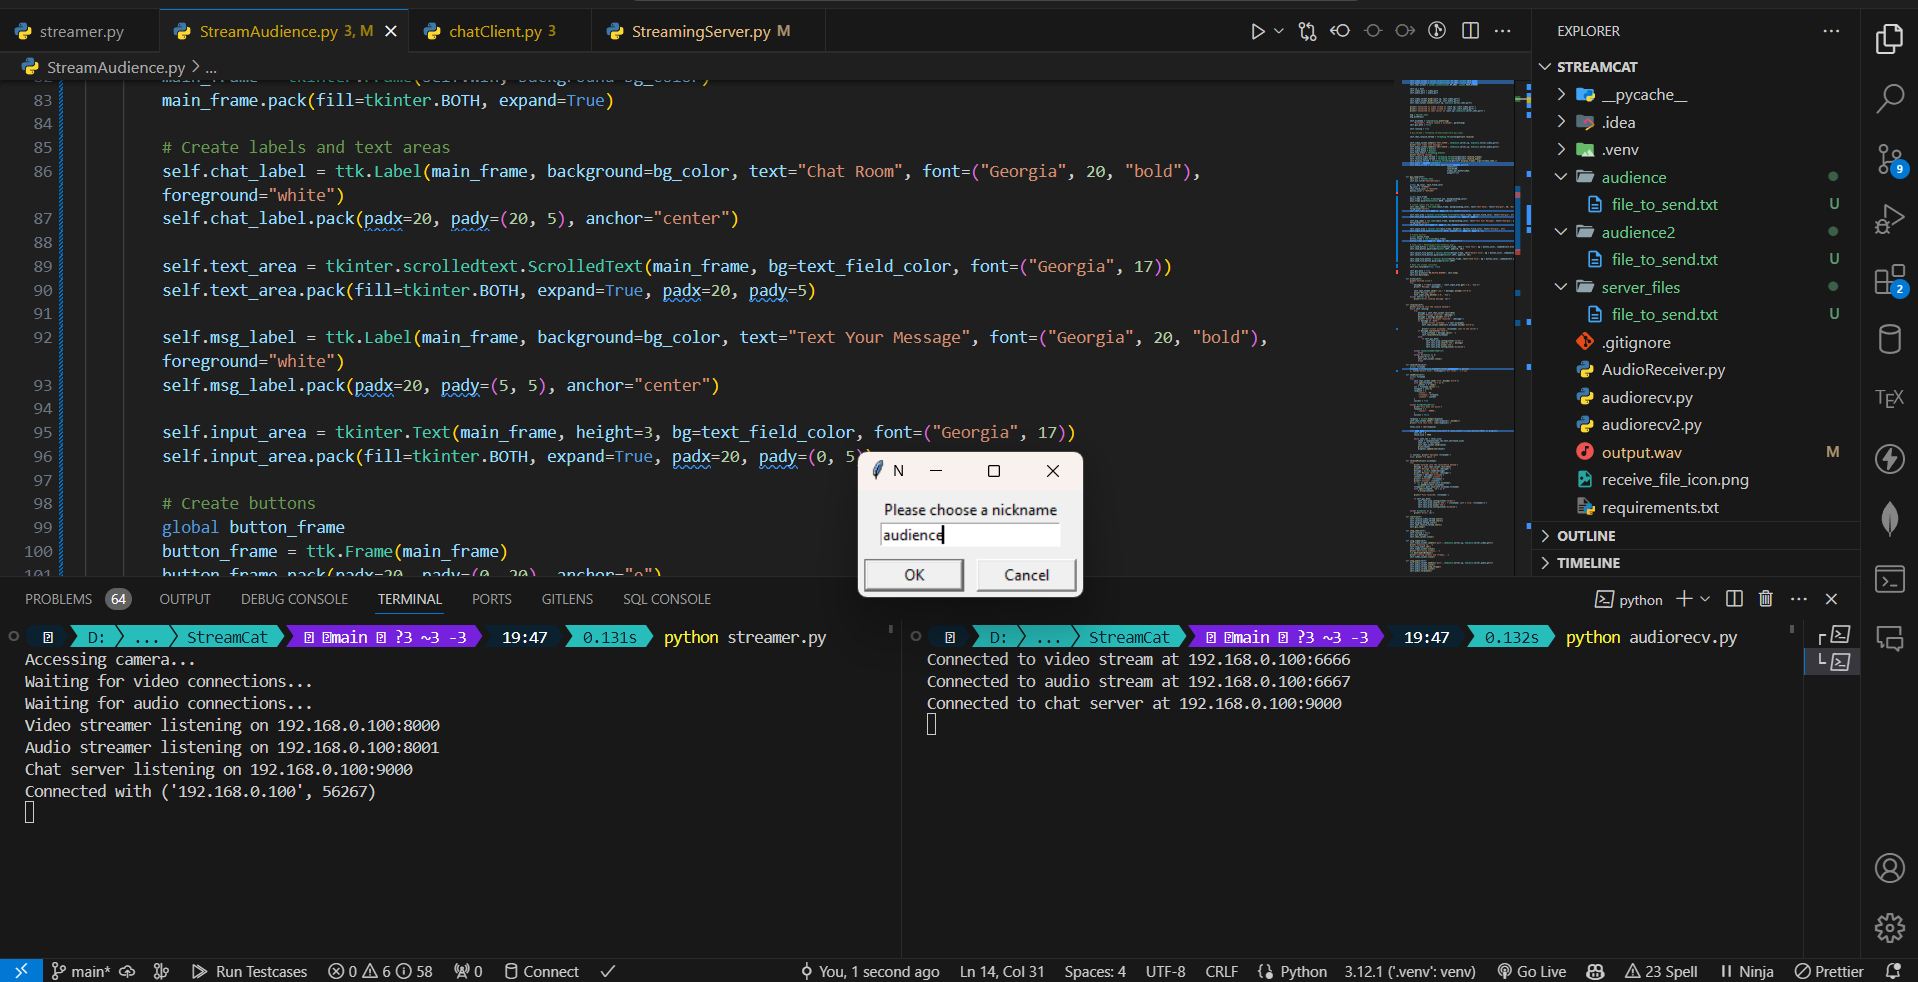 streamer.py
StreamAudience.py 3, M
chatClient.py 3
StreamingServer.py M
EXPLORER
StreamAudience.py > ...
83 main_frame.pack(fill=tkinter.BOTH, expand=True)
84
85 # Create labels and text areas
86 self.chat_label = ttk.Label(main_frame, background=bg_color, text="Chat Room", font=("Georgia", 20, "bold"),
foreground="white")
87 self.chat_label.pack(padx=20, pady=(20, 5), anchor="center")
88
89 self.text_area = tkinter.scrolledtext.ScrolledText(main_frame, bg=text_field_color, font=("Georgia", 17))
90 self.text_area.pack(fill=tkinter.BOTH, expand=True, padx=20, pady=5)
91
92 self.msg_label = ttk.Label(main_frame, background=bg_color, text="Text Your Message", font=("Georgia", 20, "bold"),
foreground="white")
93 self.msg_label.pack(padx=20, pady=(5, 5), anchor="center")
94
95 self.input_area = tkinter.Text(main_frame, height=3, bg=text_field_color, font=("Georgia", 17))
96 self.input_area.pack(fill=tkinter.BOTH, expand=True, padx=20, pady=(0, 5
97
98 # Create buttons
99 global button_frame
100 button_frame = ttk.Frame(main_frame)
101 button_frame.pack(padx=20, pady=(0, 20), anchor="e")
N
Please choose a nickname
audience
OK
Cancel
STREAMCAT
__pycache__
.idea
.venv
audience
file_to_send.txt U
audience2
file_to_send.txt U
server_files
file_to_send.txt U
.gitignore
AudioReceiver.py
audiorecv.py
audiorecv2.py
output.wav M
receive_file_icon.png
requirements.txt
OUTLINE
TIMELINE
9
2
TEX
PROBLEMS 64
OUTPUT
DEBUG CONSOLE
TERMINAL
PORTS
GITLENS
SQL CONSOLE
python
D: ... StreamCat main ?3 ~3 -3 19:47 0.131s python streamer.py
Accessing camera...
Waiting for video connections...
Waiting for audio connections...
Video streamer listening on 192.168.0.100:8000
Audio streamer listening on 192.168.0.100:8001
Chat server listening on 192.168.0.100:9000
Connected with ('192.168.0.100', 56267)
D: ... StreamCat main ?3 ~3 -3 19:47 0.132s python audiorecv.py
Connected to video stream at 192.168.0.100:6666
Connected to audio stream at 192.168.0.100:6667
Connected to chat server at 192.168.0.100:9000
main* Run Testcases 0 6 58 0 Connect You, 1 second ago Ln 14, Col 31 Spaces: 4 UTF-8 CRLF Python 3.12.1 ('.venv': venv) Go Live 23 Spell Ninja Prettier